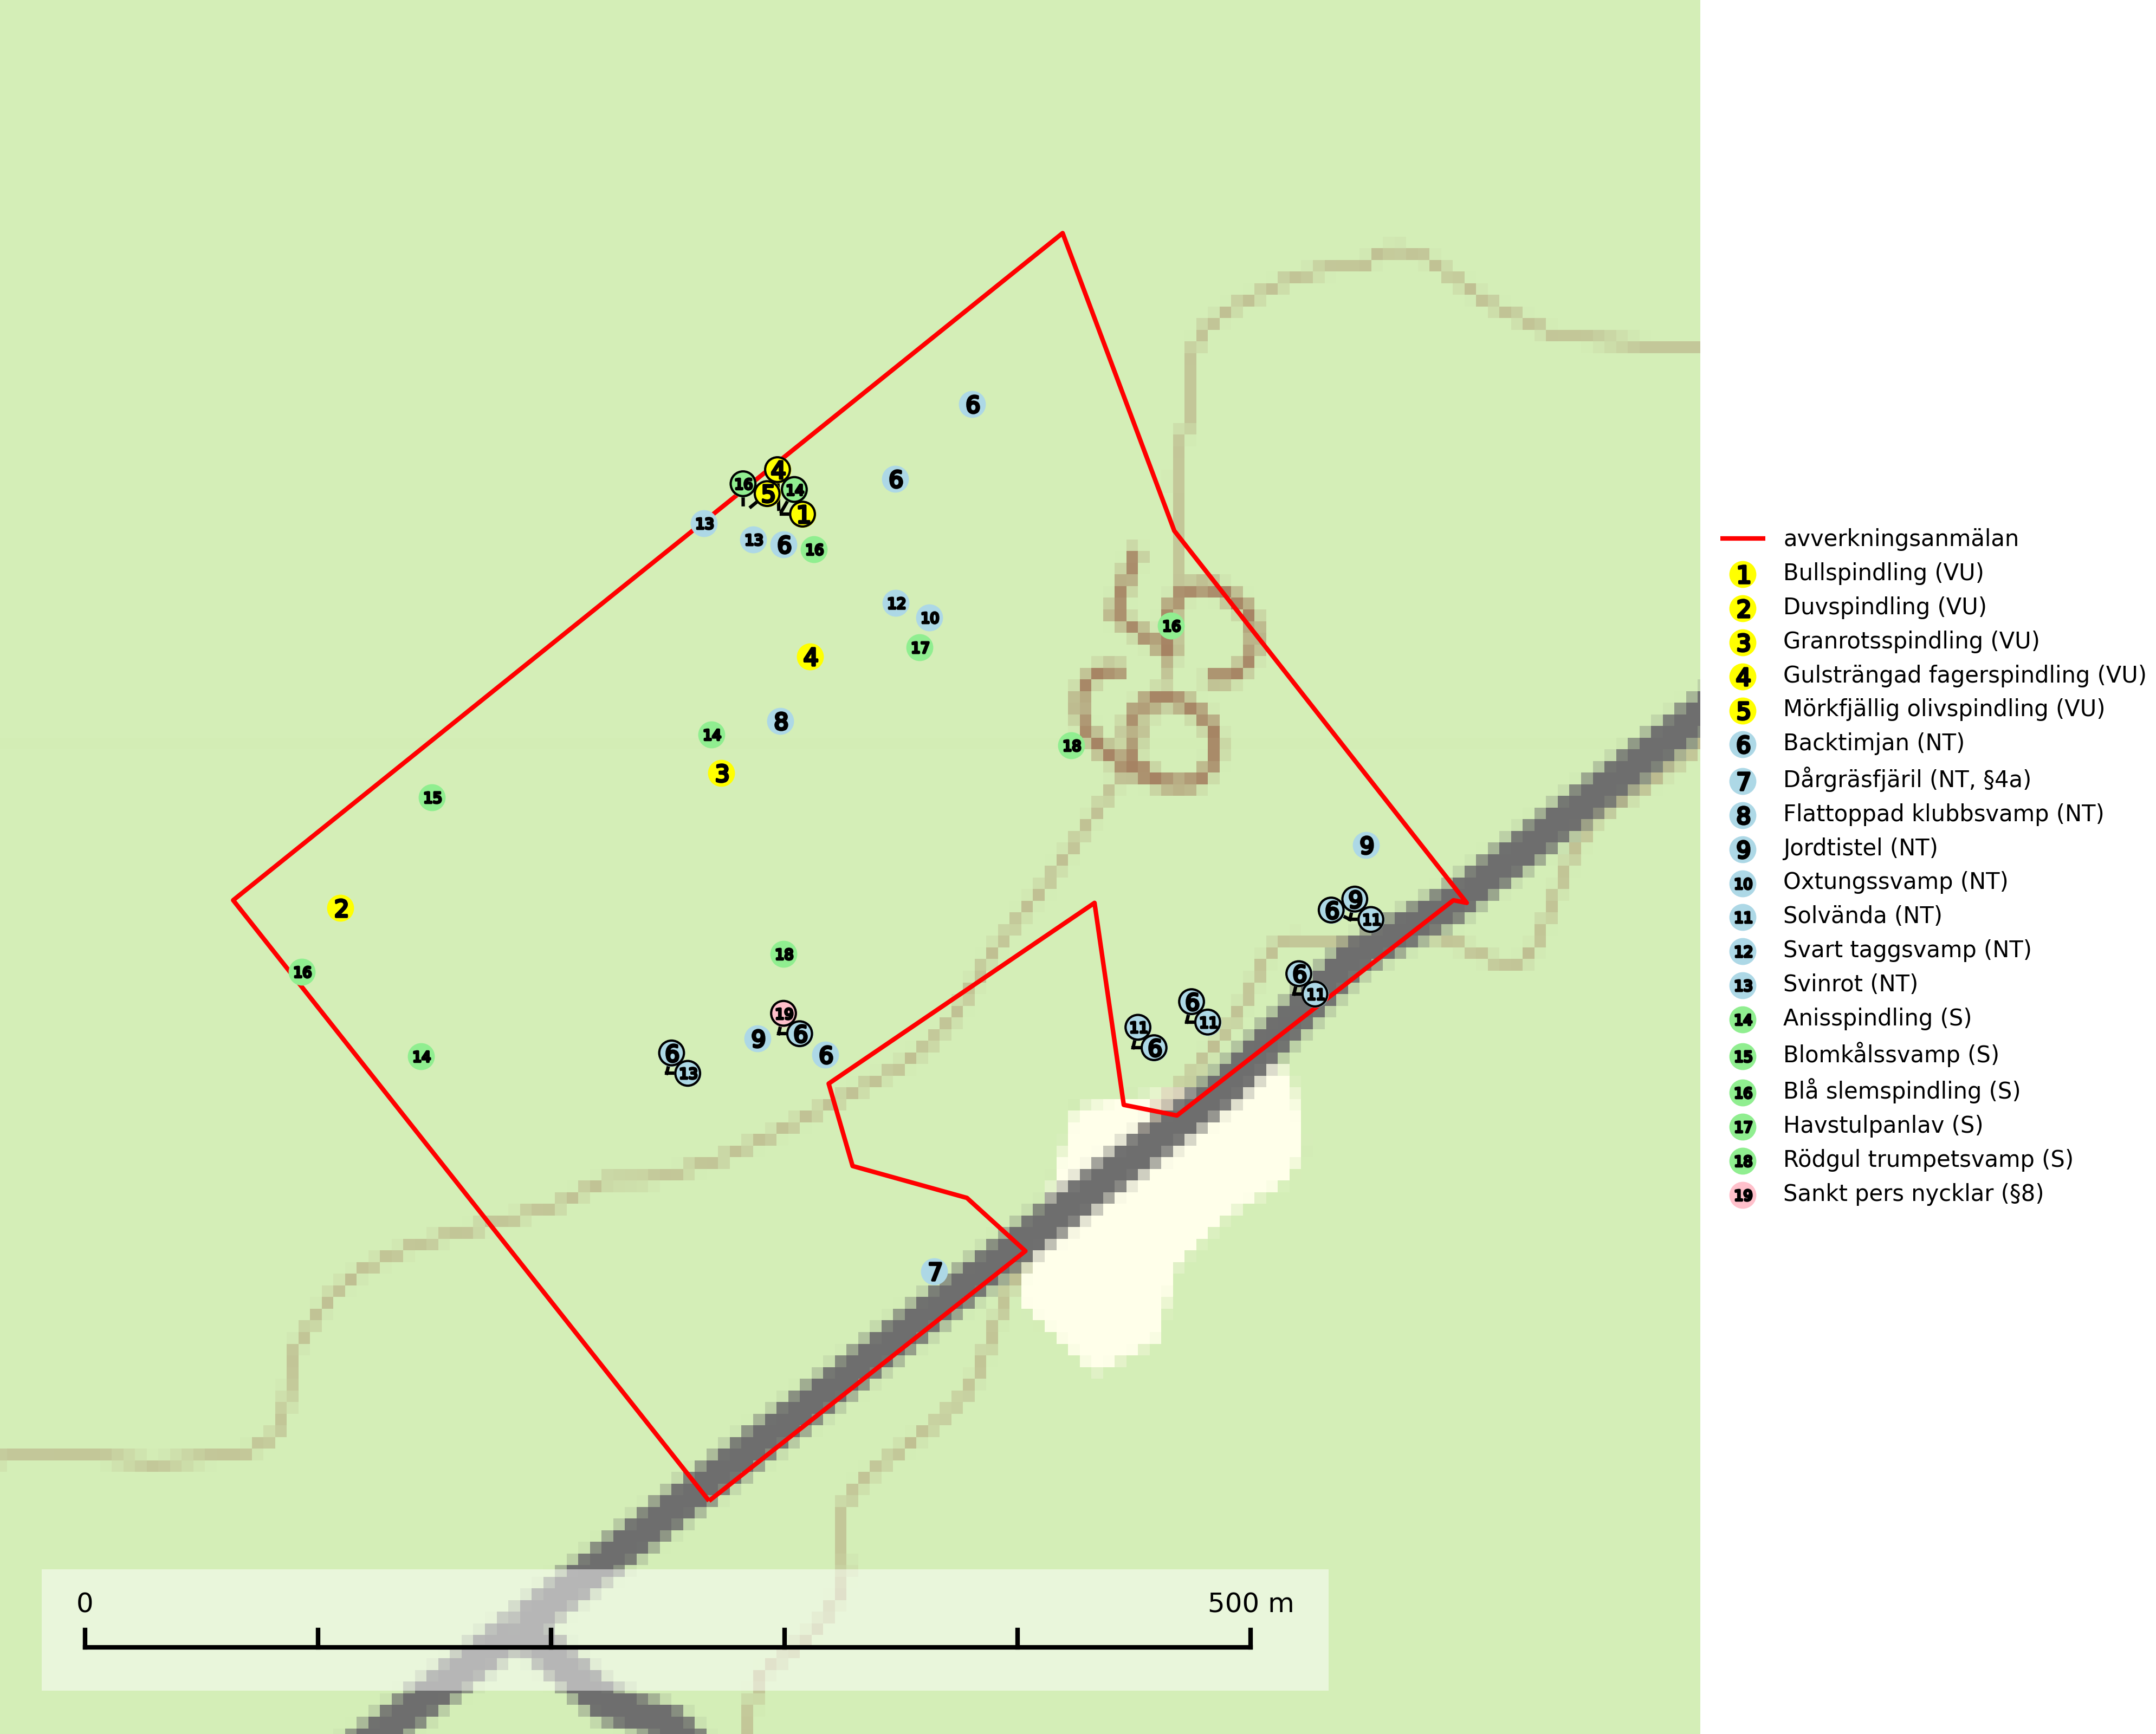 6
6
4
16
14
5
1
13
13
6
16
12
10
17
16
4
8
14
18
3
15
9
2
6
9
11
18
16
6
11
6
11
19
6
9
11
6
6
14
6
13
7
0
500 m
avverkningsanmälan
1 Bullspindling (VU)
2 Duvspindling (VU)
3 Granrotsspindling (VU)
4 Gulsträngad fagerspindling (VU)
5 Mörkfjällig olivspindling (VU)
6 Backtimjan (NT)
7 Dårgräsfjäril (NT, §4a)
8 Flattoppad klubbsvamp (NT)
9 Jordtistel (NT)
10 Oxtungssvamp (NT)
11 Solvända (NT)
12 Svart taggsvamp (NT)
13 Svinrot (NT)
14 Anisspindling (S)
15 Blomkålssvamp (S)
16 Blå slemspindling (S)
17 Havstulpanlav (S)
18 Rödgul trumpetsvamp (S)
19 Sankt pers nycklar (§8)